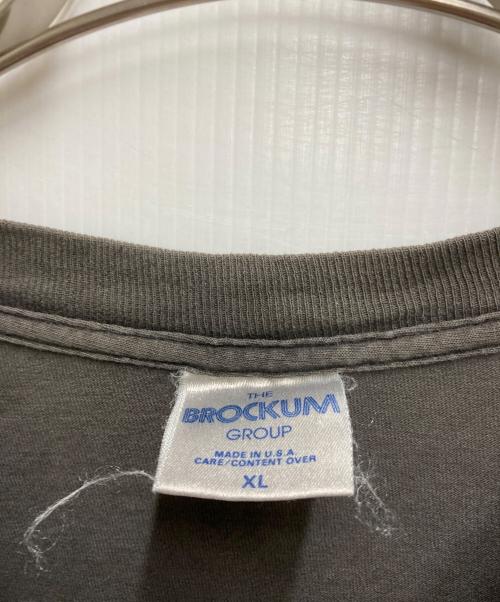 THE
BROCKUM
GROUP
MADE IN U.S.A.
CARE/CONTENT OVER
XL